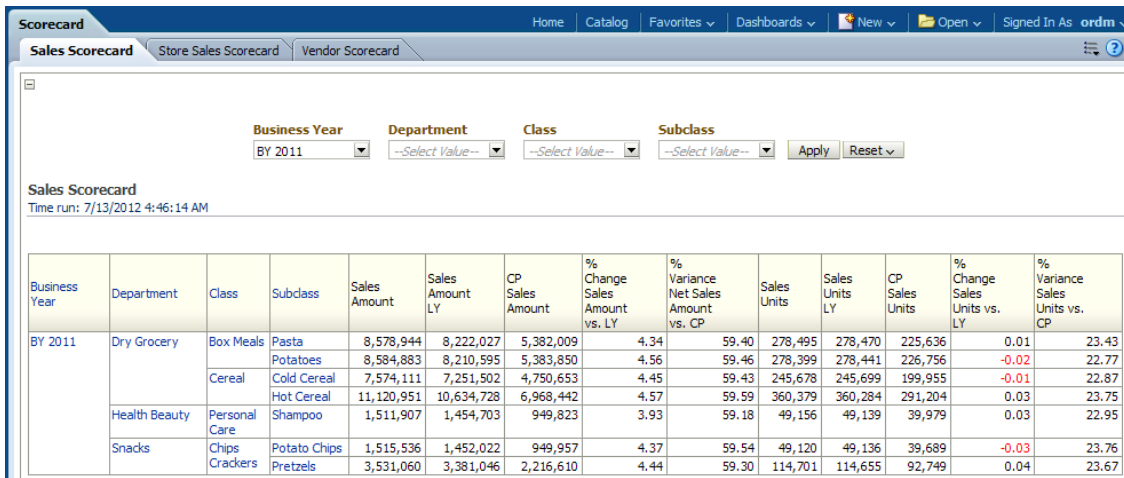 Scorecard Home Catalog Favorites Dashboards New Open Signed In As ordm
Sales Scorecard Store Sales Scorecard Vendor Scorecard
Business Year Department Class Subclass
BY 2011 --Select Value-- --Select Value-- --Select Value-- Apply Reset
Sales Scorecard
Time run: 7/13/2012 4:46:14 AM
Business Year Department Class Subclass Sales Amount Sales Amount LY CP Sales Amount % Change Sales Amount vs. LY % Variance Net Sales Amount vs. CP Sales Units Sales Units LY CP Sales Units % Change Sales Units vs. LY % Variance Sales Units vs. CP
BY 2011 Dry Grocery Box Meals Pasta 8,578,944 8,222,027 5,382,009 4.34 59.40 278,495 278,470 225,636 0.01 23.43
Potatoes 8,584,883 8,210,595 5,383,850 4.56 59.46 278,399 278,441 226,756 -0.02 22.77
Cereal Cold Cereal 7,574,111 7,251,502 4,750,653 4.45 59.43 245,678 245,699 199,955 -0.01 22.87
Hot Cereal 11,120,951 10,634,728 6,968,442 4.57 59.59 360,379 360,284 291,204 0.03 23.75
Health Beauty Personal Care Shampoo 1,511,907 1,454,703 949,823 3.93 59.18 49,156 49,139 39,979 0.03 22.95
Snacks Chips Crackers Potato Chips 1,515,536 1,452,022 949,957 4.37 59.54 49,120 49,136 39,689 -0.03 23.76
Pretzels 3,531,060 3,381,046 2,216,610 4.44 59.30 114,701 114,655 92,749 0.04 23.67